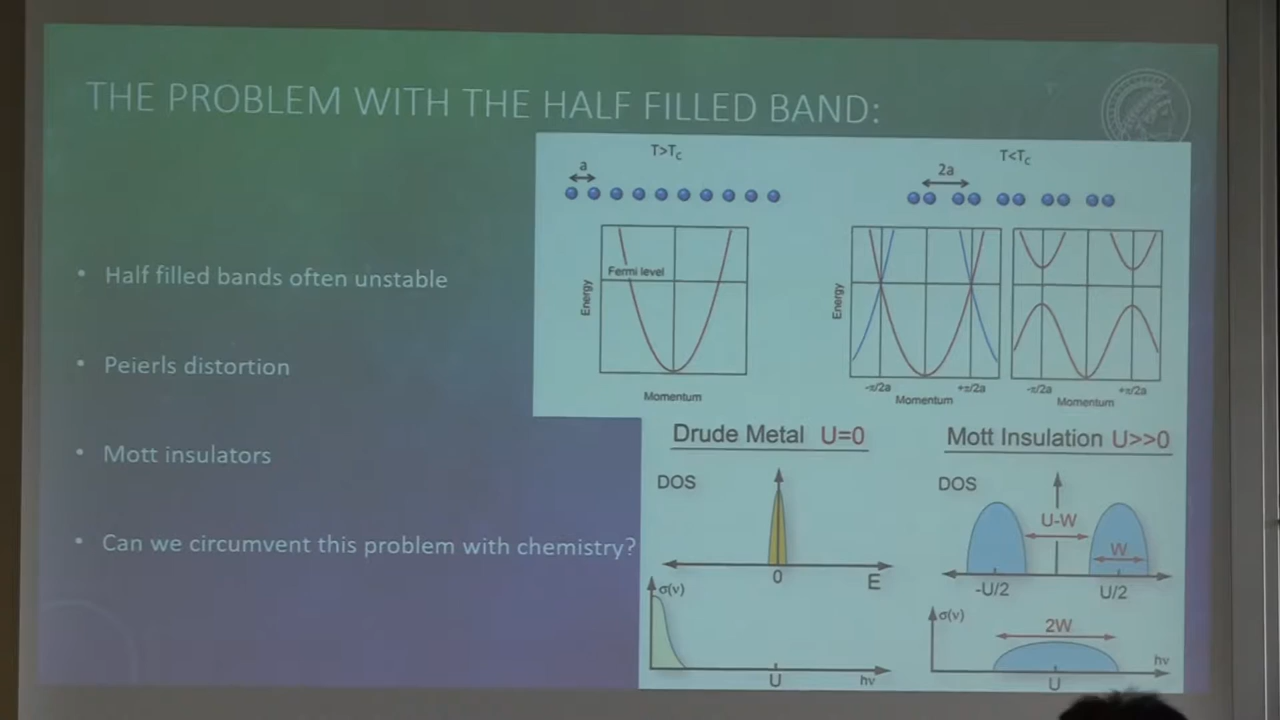 THE PROBLEM WITH THE HALF FILLED BAND:
• Half filled bands often unstable
• Peierls distortion
• Mott insulators
• Can we circumvent this problem with chemistry?
T>Tc
a
Fermi level
Energy
Momentum
T<Tc
2a
Energy
-π/2a
+π/2a
Momentum
-π/2a
+π/2a
Momentum
Drude Metal U=0
DOS
0
E
σ(ν)
U
hν
Mott Insulation U>>0
DOS
U-W
W
-U/2
U/2
σ(ν)
2W
U
hν